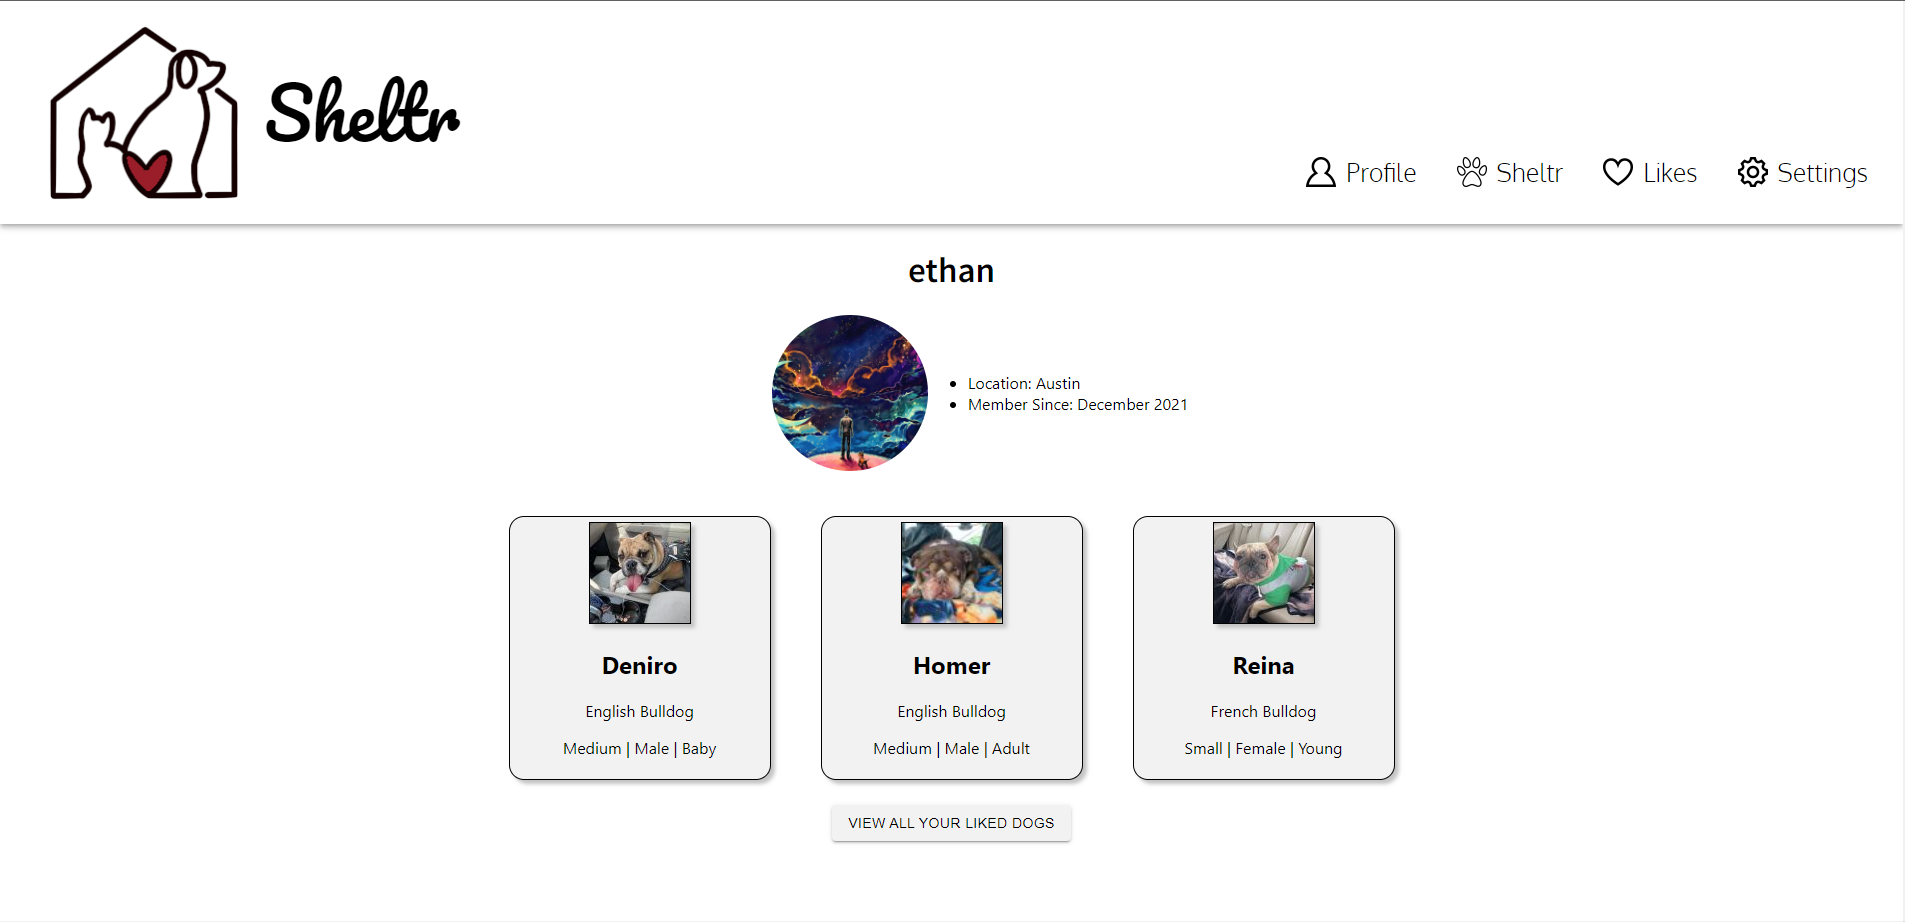 Sheltr
Profile Sheltr Likes Settings
ethan
Location: Austin
Member Since: December 2021
Deniro
English Bulldog
Medium | Male | Baby
Homer
English Bulldog
Medium | Male | Adult
Reina
French Bulldog
Small | Female | Young
VIEW ALL YOUR LIKED DOGS